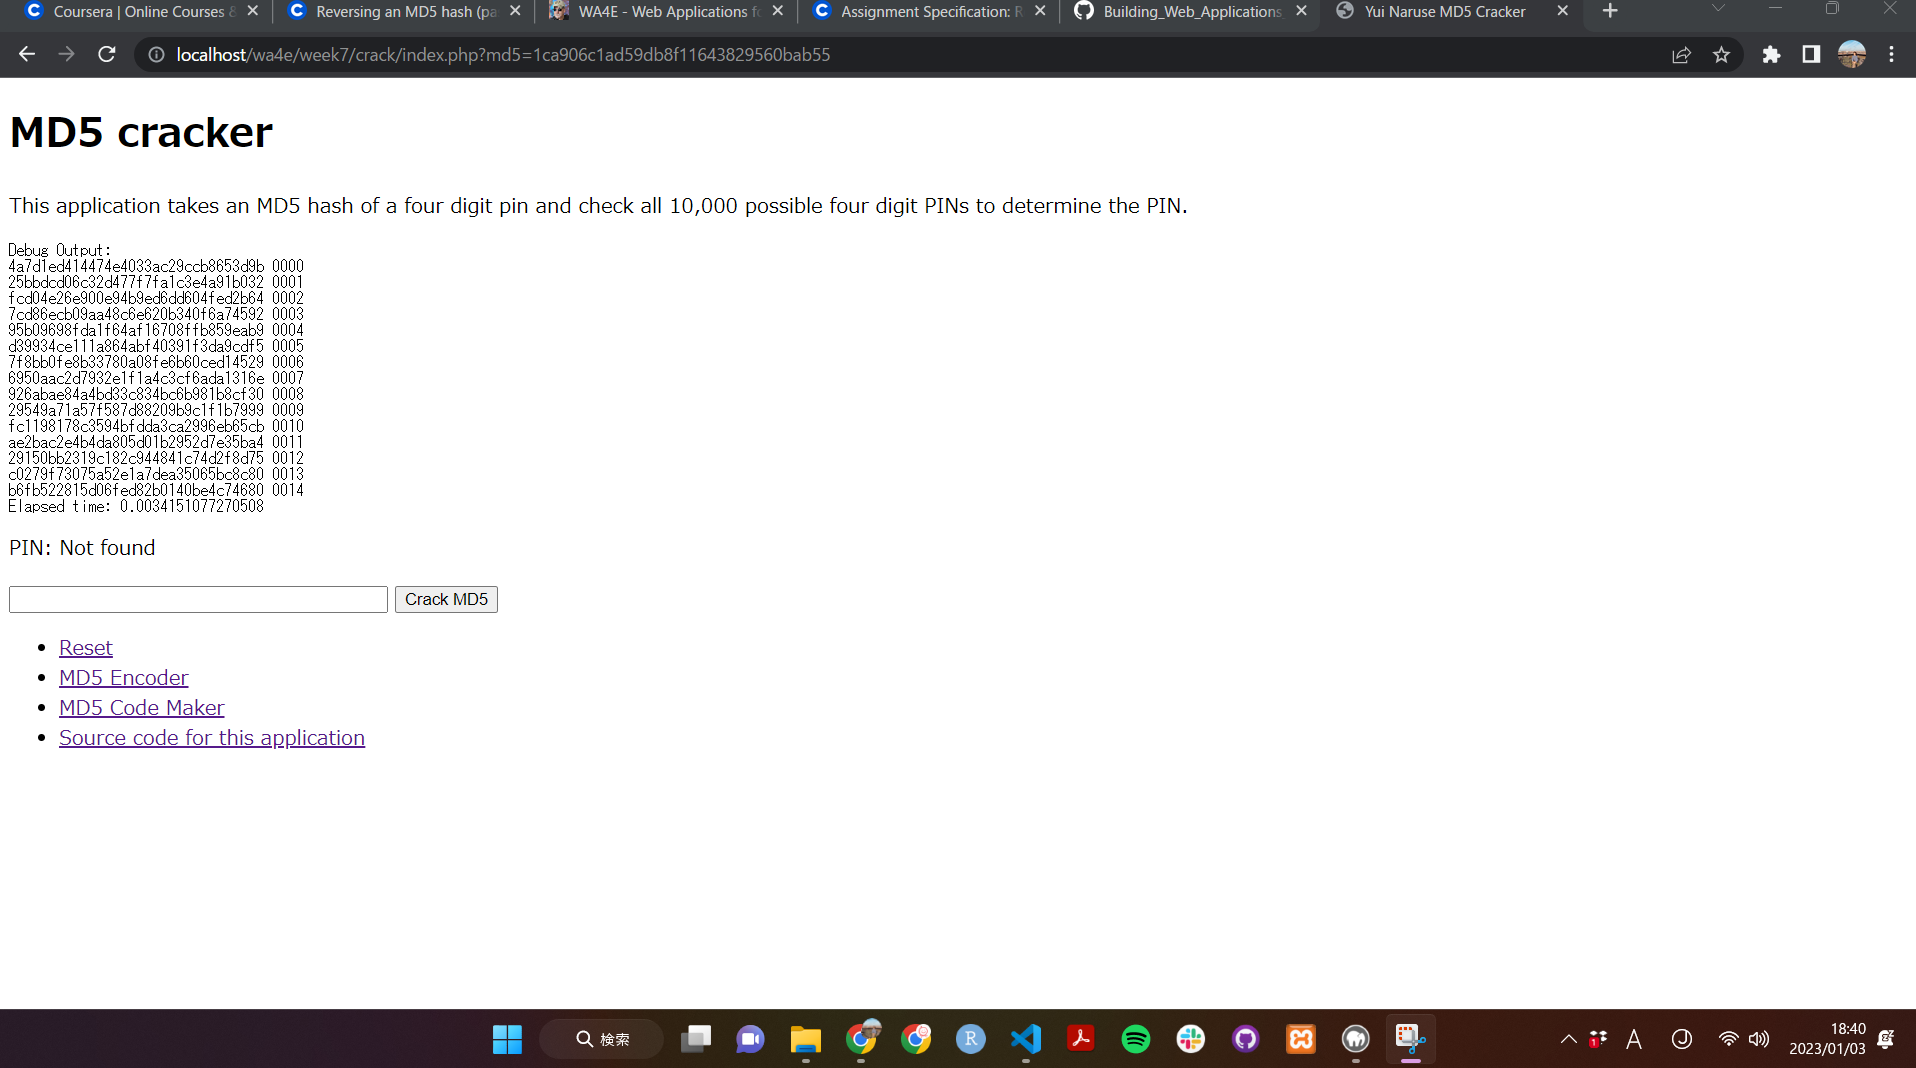 Coursera | Online Courses &
Reversing an MD5 hash (pa
WA4E - Web Applications fo
Assignment Specification: R
Building_Web_Applications_
Yui Naruse MD5 Cracker
localhost/wa4e/week7/crack/index.php?md5=1ca906c1ad59db8f11643829560bab55
MD5 cracker
This application takes an MD5 hash of a four digit pin and check all 10,000 possible four digit PINs to determine the PIN.
Debug Output:
4a7d1ed414474e4033ac29ccb8653d9b 0000
25bbdcd06c32d477f7fa1c3e4a91b032 0001
fcd04e26e900e94b9ed6dd604fed2b64 0002
7cd86ecb09aa48c6e620b340f6a74592 0003
95b09698fda1f64af16708ffb859eab9 0004
d39934ce111a864abf40391f3da9cdf5 0005
7f8bb0fe8b33780a08fe6b60ced14529 0006
6950aac2d7932e1f1a4c3cf6ada1316e 0007
926abae84a4bd33c834bc6b981b8cf30 0008
29549a71a57f587d88209b9c1f1b7999 0009
fc1198178c3594bfdda3ca2996eb65cb 0010
ae2bac2e4b4da805d01b2952d7e35ba4 0011
29150bb2319c182c944841c74d2f8d75 0012
c0279f73075a52e1a7dea35065bc8c80 0013
b6fb522815d06fed82b0140be4c74680 0014
Elapsed time: 0.0034151077270508
PIN: Not found
Crack MD5
Reset
MD5 Encoder
MD5 Code Maker
Source code for this application
検索
R
1
A
J
18:40
2023/01/03